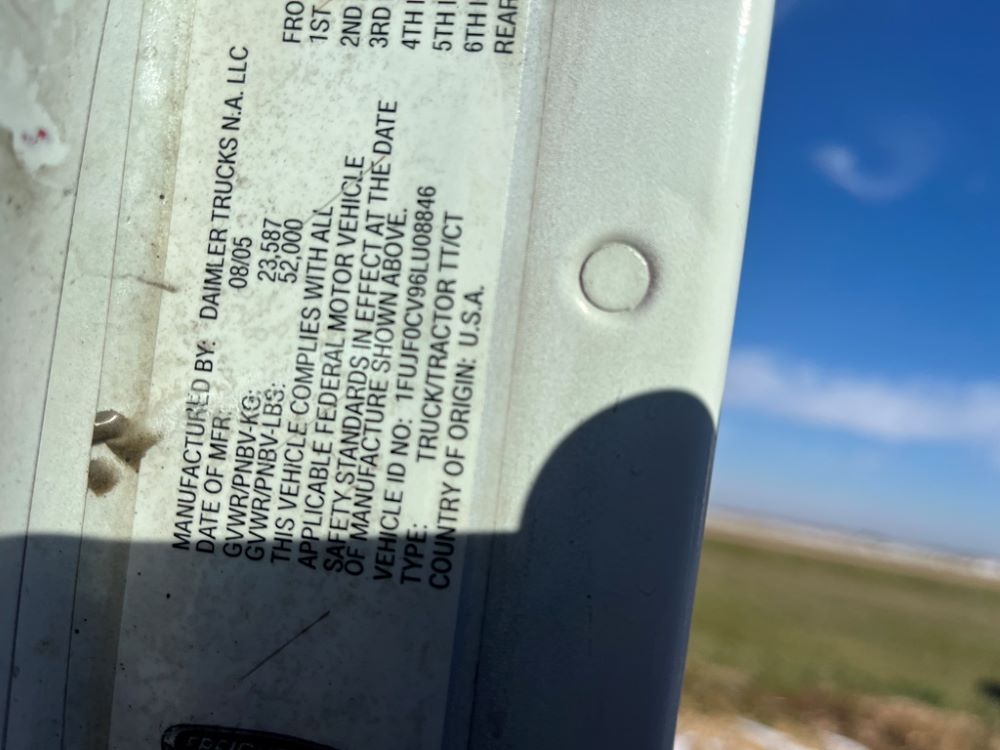 MANUFACTURED BY: DAIMLER TRUCKS N.A. LLC
DATE OF MFR: 08/05
GVWR/PNBV-KG: 23,587
GVWR/PNBV-LBS: 52,000
THIS VEHICLE COMPLIES WITH ALL
APPLICABLE FEDERAL MOTOR VEHICLE
SAFETY STANDARDS IN EFFECT AT THE DATE
OF MANUFACTURE SHOWN ABOVE.
VEHICLE ID NO: 1FUJF0CV96LU08846
TYPE: TRUCK/TRACTOR TT/CT
COUNTRY OF ORIGIN: U.S.A.
FRO
1ST
2ND
3RD
4TH I
5TH I
6TH I
REAR